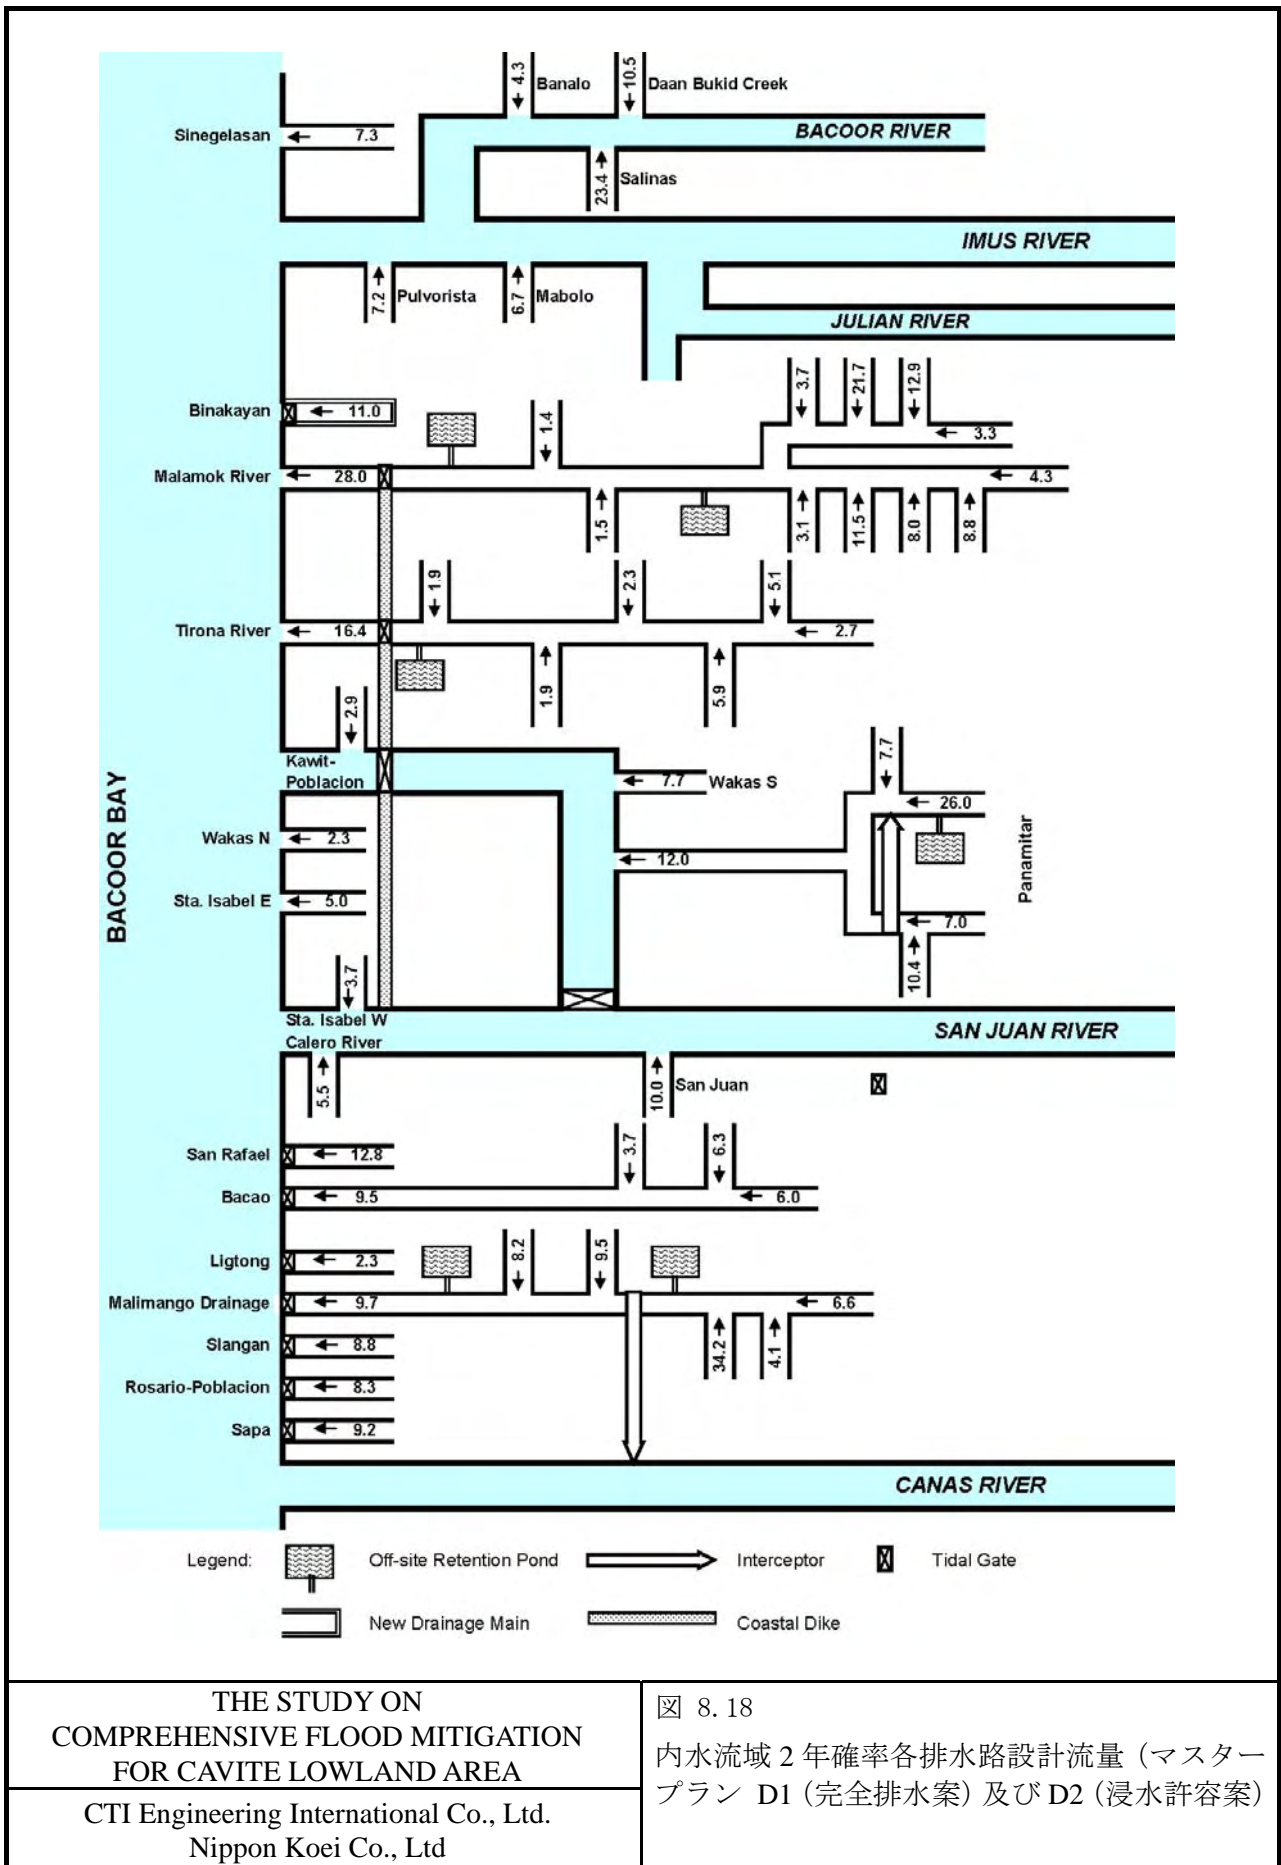 4.3
Banalo
10.5
Daan Bukid Creek
Sinegelasan
7.3
BACOOR RIVER
23.4
Salinas
IMUS RIVER
7.2
Pulvorista
6.7
Mabolo
JULIAN RIVER
Binakayan
11.0
1.4
3.7
21.7
12.9
3.3
Malamok River
28.0
4.3
1.5
3.1
11.5
8.0
8.8
1.9
2.3
5.1
Tirona River
16.4
2.7
1.9
5.9
2.9
Kawit-
Poblacion
7.7
Wakas S
7.7
26.0
Wakas N
2.3
12.0
Panamitar
Sta. Isabel E
5.0
7.0
10.4
BACOOR BAY
3.7
Sta. Isabel W
Calero River
SAN JUAN RIVER
5.5
10.0
San Juan
San Rafael
12.8
3.7
6.3
Bacao
9.5
6.0
Ligtong
2.3
8.2
9.5
Malimango Drainage
9.7
6.6
34.2
4.1
Slangan
8.8
Rosario-Poblacion
8.3
Sapa
9.2
CANAS RIVER
Legend:
Off-site Retention Pond
Interceptor
Tidal Gate
New Drainage Main
Coastal Dike
THE STUDY ON
COMPREHENSIVE FLOOD MITIGATION
FOR CAVITE LOWLAND AREA
CTI Engineering International Co., Ltd.
Nippon Koei Co., Ltd
図 8.18
内水流域 2 年確率各排水路設計流量（マスター
プラン D1（完全排水案）及び D2（浸水許容案）